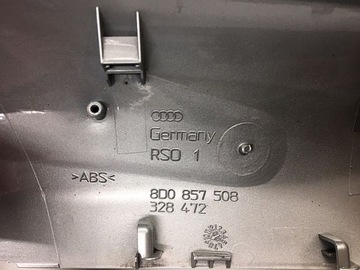 Germany
RSO 1
>ABS<
8D0 857 508
328 472